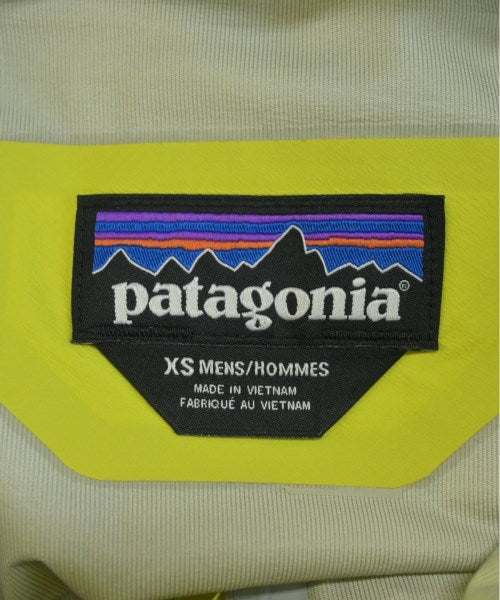 patagonia®
XS MENS/HOMMES
MADE IN VIETNAM
FABRIQUÉ AU VIETNAM